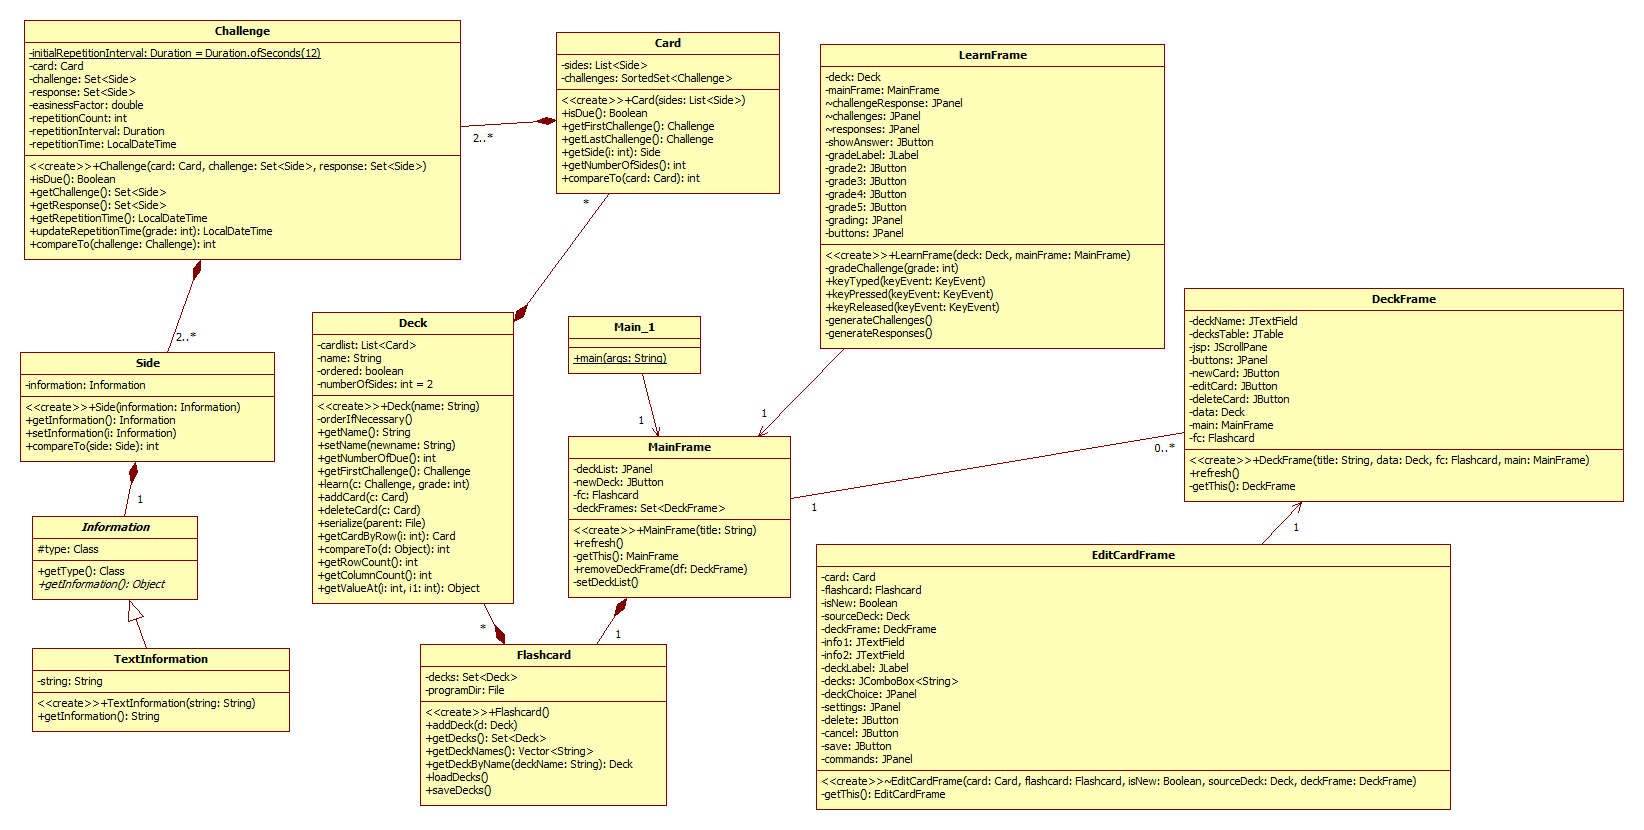 Challenge
-initialRepetitionInterval: Duration = Duration.ofSeconds(12)
-card: Card
-challenge: Set<Side>
-response: Set<Side>
-easinessFactor: double
-repetitionCount: int
-repetitionInterval: Duration
-repetitionTime: LocalDateTime
<<create>>+Challenge(card: Card, challenge: Set<Side>, response: Set<Side>)
+isDue(): Boolean
+getChallenge(): Set<Side>
+getResponse(): Set<Side>
+getRepetitionTime(): LocalDateTime
+updateRepetitionTime(grade: int): LocalDateTime
+compareTo(challenge: Challenge): int
2..*
Card
-sides: List<Side>
-challenges: SortedSet<Challenge>
<<create>>+Card(sides: List<Side>)
+isDue(): Boolean
+getFirstChallenge(): Challenge
+getLastChallenge(): Challenge
+getSide(i: int): Side
+getNumberOfSides(): int
+compareTo(card: Card): int
*
LearnFrame
-deck: Deck
-mainFrame: MainFrame
~challengeResponse: JPanel
~challenges: JPanel
~responses: JPanel
-showAnswer: JButton
-gradeLabel: JLabel
-grade2: JButton
-grade3: JButton
-grade4: JButton
-grade5: JButton
-grading: JPanel
-buttons: JPanel
<<create>>+LearnFrame(deck: Deck, mainFrame: MainFrame)
-gradeChallenge(grade: int)
+keyTyped(keyEvent: KeyEvent)
+keyPressed(keyEvent: KeyEvent)
+keyReleased(keyEvent: KeyEvent)
-generateChallenges()
-generateResponses()
1
2..*
Side
-information: Information
<<create>>+Side(information: Information)
+getInformation(): Information
+setInformation(i: Information)
+compareTo(side: Side): int
1
Information
#type: Class
+getType(): Class
+getInformation(): Object
TextInformation
-string: String
<<create>>+TextInformation(string: String)
+getInformation(): String
Deck
-cardlist: List<Card>
-name: String
-ordered: boolean
-numberOfSides: int = 2
<<create>>+Deck(name: String)
-orderIfNecessary()
+getName(): String
+setName(newname: String)
+getNumberOfDue(): int
+getFirstChallenge(): Challenge
+learn(c: Challenge, grade: int)
+addCard(c: Card)
+deleteCard(c: Card)
+serialize(parent: File)
+getCardByRow(i: int): Card
+compareTo(d: Object): int
+getRowCount(): int
+getColumnCount(): int
+getValueAt(i: int, i1: int): Object
*
Main_1
+main(args: String)
1
MainFrame
-deckList: JPanel
-newDeck: JButton
-fc: Flashcard
-deckFrames: Set<DeckFrame>
<<create>>+MainFrame(title: String)
+refresh()
-getThis(): MainFrame
+removeDeckFrame(df: DeckFrame)
-setDeckList()
1
1
0..*
Flashcard
-decks: Set<Deck>
-programDir: File
<<create>>+Flashcard()
+addDeck(d: Deck)
+getDecks(): Set<Deck>
+getDeckNames(): Vector<String>
+getDeckByName(deckName: String): Deck
+loadDecks()
+saveDecks()
DeckFrame
-deckName: JTextField
-decksTable: JTable
-jsp: JScrollPane
-buttons: JPanel
-newCard: JButton
-editCard: JButton
-deleteCard: JButton
-data: Deck
-main: MainFrame
-fc: Flashcard
<<create>>+DeckFrame(title: String, data: Deck, fc: Flashcard, main: MainFrame)
+refresh()
-getThis(): DeckFrame
1
EditCardFrame
-card: Card
-flashcard: Flashcard
-isNew: Boolean
-sourceDeck: Deck
-deckFrame: DeckFrame
-info1: JTextField
-info2: JTextField
-deckLabel: JLabel
-decks: JComboBox<String>
-deckChoice: JPanel
-settings: JPanel
-delete: JButton
-cancel: JButton
-save: JButton
-commands: JPanel
<<create>>~EditCardFrame(card: Card, flashcard: Flashcard, isNew: Boolean, sourceDeck: Deck, deckFrame: DeckFrame)
-getThis(): EditCardFrame